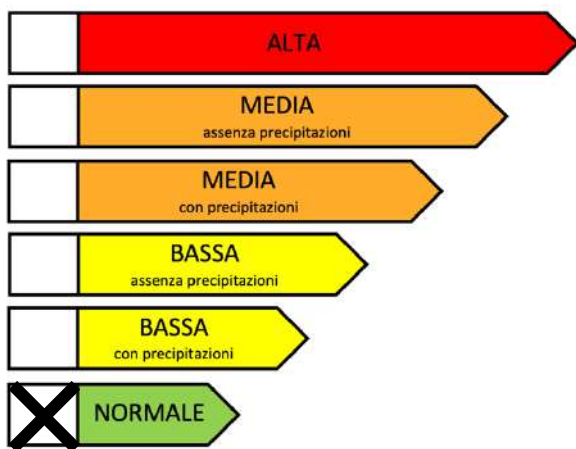 ALTA
MEDIA
assenza precipitazioni
MEDIA
con precipitazioni
BASSA
assenza precipitazioni
BASSA
con precipitazioni
NORMALE